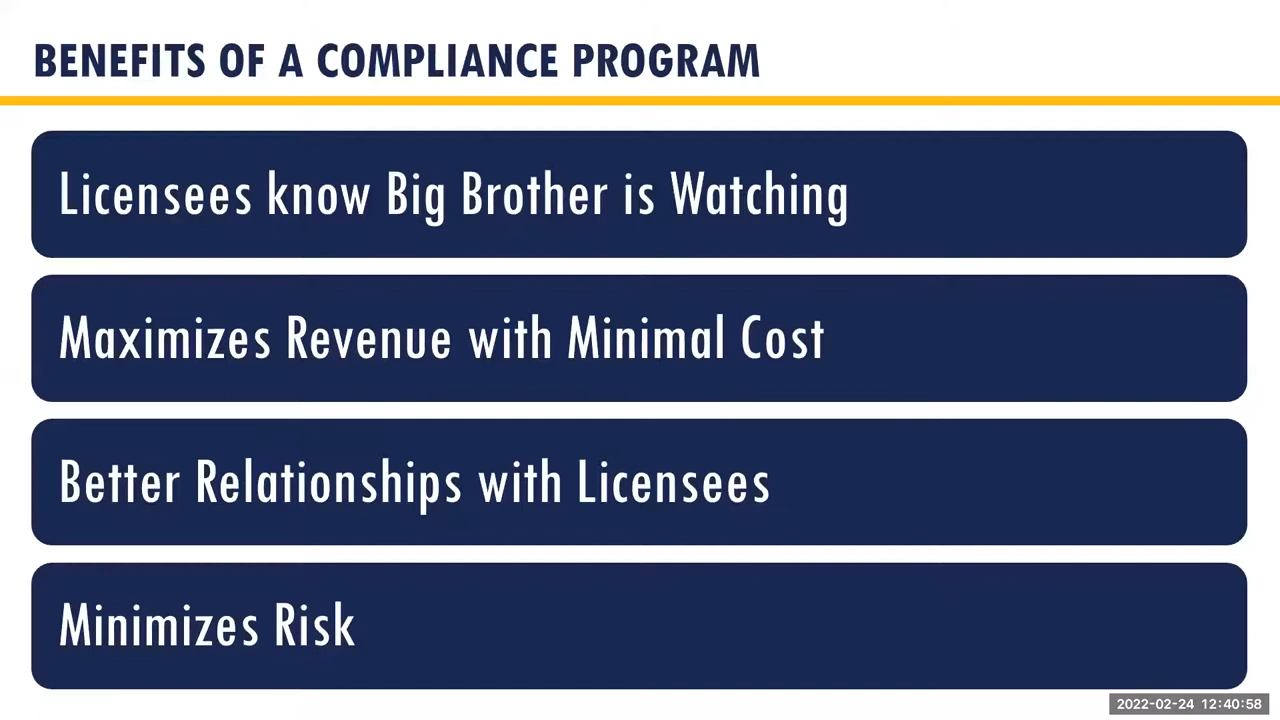 BENEFITS OF A COMPLIANCE PROGRAM
Licensees know Big Brother is Watching
Maximizes Revenue with Minimal Cost
Better Relationships with Licensees
Minimizes Risk
2022-02-24 12:40:58